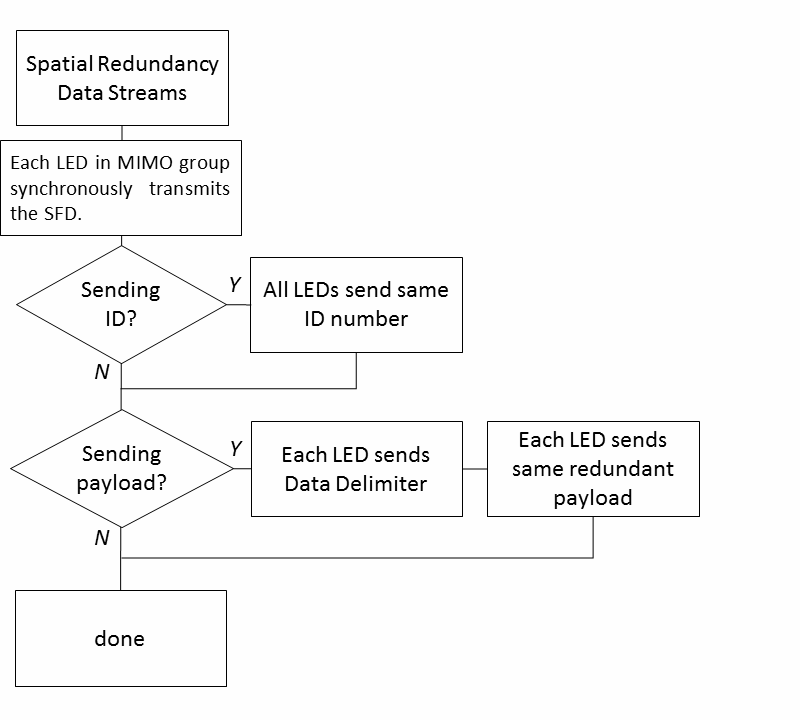 Spatial Redundancy
Data Streams
Each LED in MIMO group
synchronously transmits
the SFD.
Sending
ID?
Y
All LEDs send same
ID number
N
Sending
payload?
Y
Each LED sends
Data Delimiter
Each LED sends
same redundant
payload
N
done